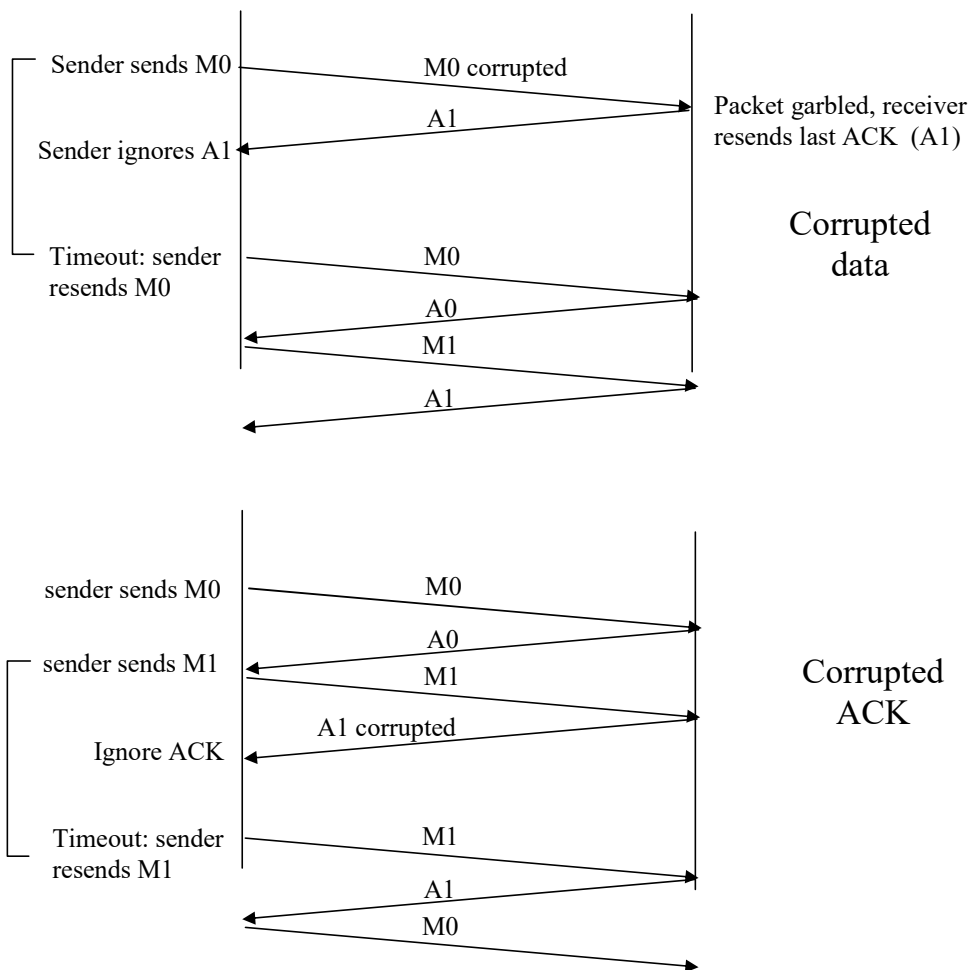 Sender sends M0
M0 corrupted
Packet garbled, receiver
resends last ACK (A1)
A1
Sender ignores A1
Corrupted
data
Timeout: sender
resends M0
M0
A0
M1
A1
sender sends M0
M0
A0
sender sends M1
M1
Corrupted
ACK
A1 corrupted
Ignore ACK
Timeout: sender
resends M1
M1
A1
M0